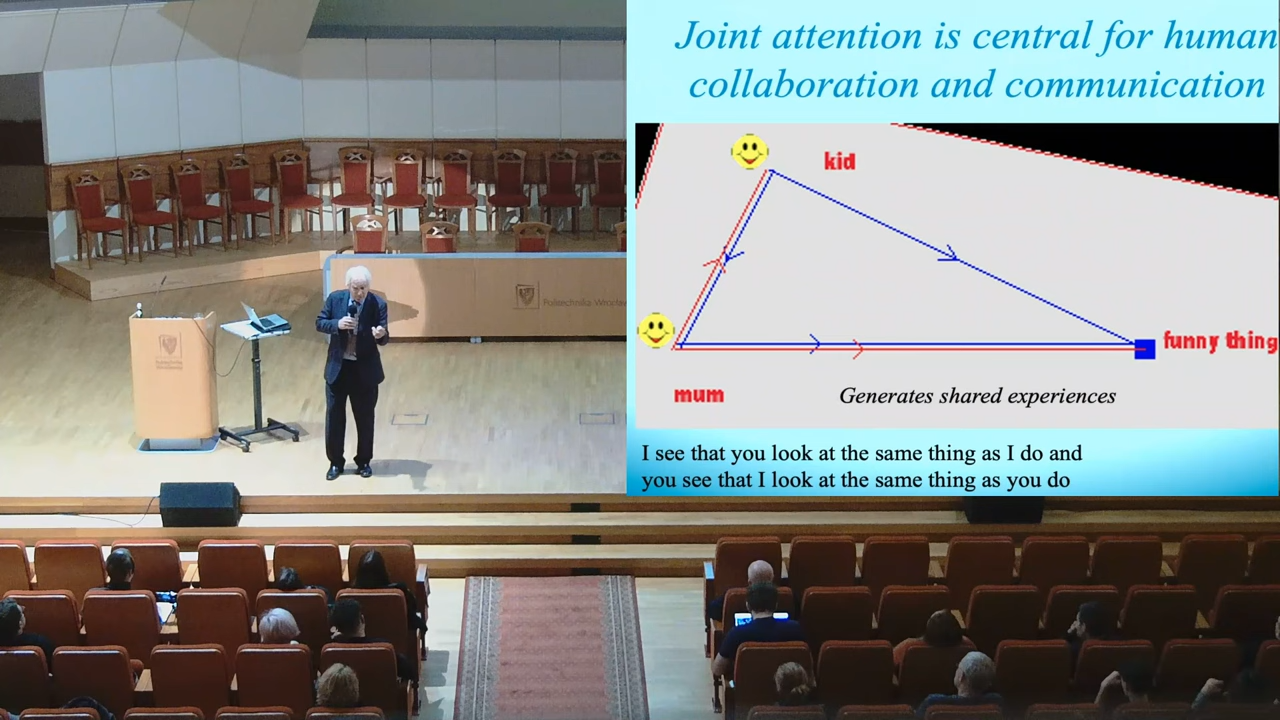 Joint attention is central for human
collaboration and communication
kid
funny thing
mum
Generates shared experiences
I see that you look at the same thing as I do and
you see that I look at the same thing as you do
Politechnika Wrocław